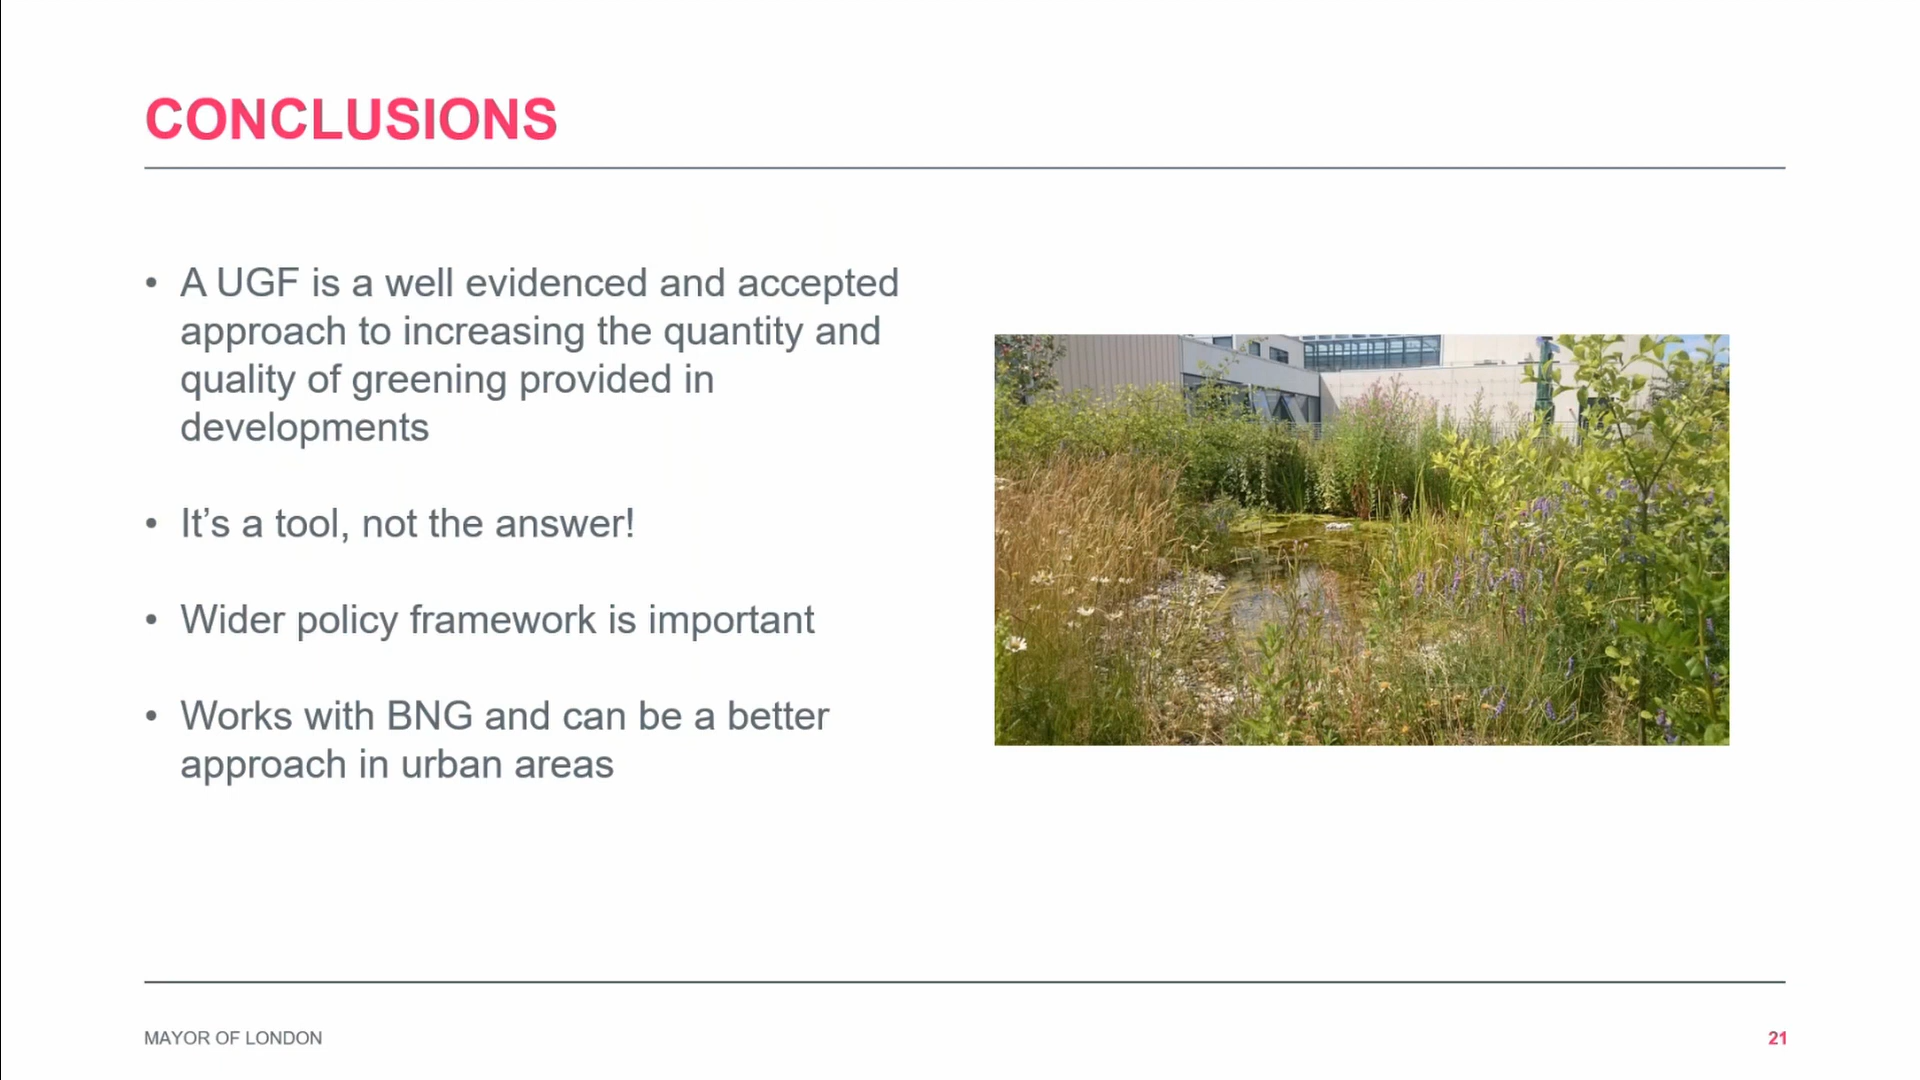 CONCLUSIONS
• A UGF is a well evidenced and accepted
approach to increasing the quantity and
quality of greening provided in
developments
• It’s a tool, not the answer!
• Wider policy framework is important
• Works with BNG and can be a better
approach in urban areas
MAYOR OF LONDON
21